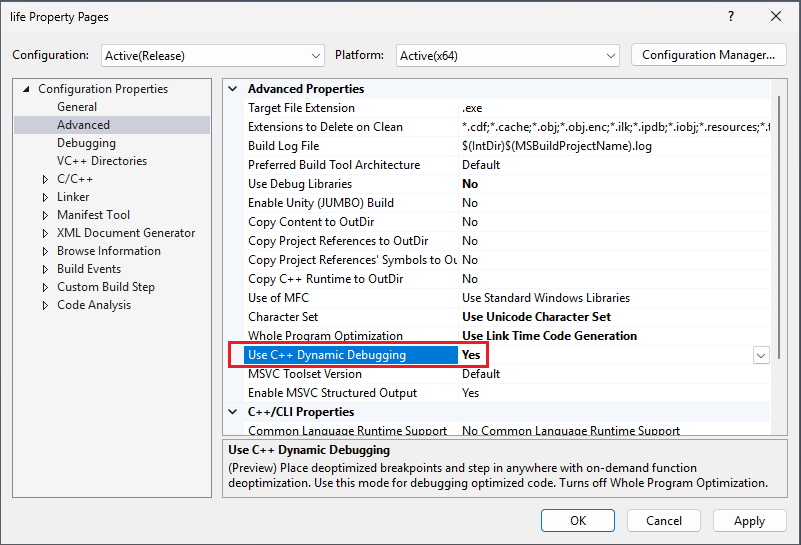 life Property Pages ? ×
Configuration: Active(Release) Platform: Active(x64) Configuration Manager...
Configuration Properties
General
Advanced
Debugging
VC++ Directories
C/C++
Linker
Manifest Tool
XML Document Generator
Browse Information
Build Events
Custom Build Step
Code Analysis
Advanced Properties
Target File Extension .exe
Extensions to Delete on Clean *.cdf;*.cache;*.obj;*.obj.enc;*.ilk;*.ipdb;*.iobj;*.resources;*.t
Build Log File $(IntDir)$(MSBuildProjectName).log
Preferred Build Tool Architecture Default
Use Debug Libraries No
Enable Unity (JUMBO) Build No
Copy Content to OutDir No
Copy Project References to OutDir No
Copy Project References' Symbols to Ou No
Copy C++ Runtime to OutDir No
Use of MFC Use Standard Windows Libraries
Character Set Use Unicode Character Set
Whole Program Optimization Use Link Time Code Generation
Use C++ Dynamic Debugging Yes
MSVC Toolset Version Default
Enable MSVC Structured Output Yes
C++/CLI Properties
Common Language Runtime Support No Common Language Runtime Support
Use C++ Dynamic Debugging
(Preview) Place deoptimized breakpoints and step in anywhere with on-demand function
deoptimization. Use this mode for debugging optimized code. Turns off Whole Program Optimization.
OK Cancel Apply